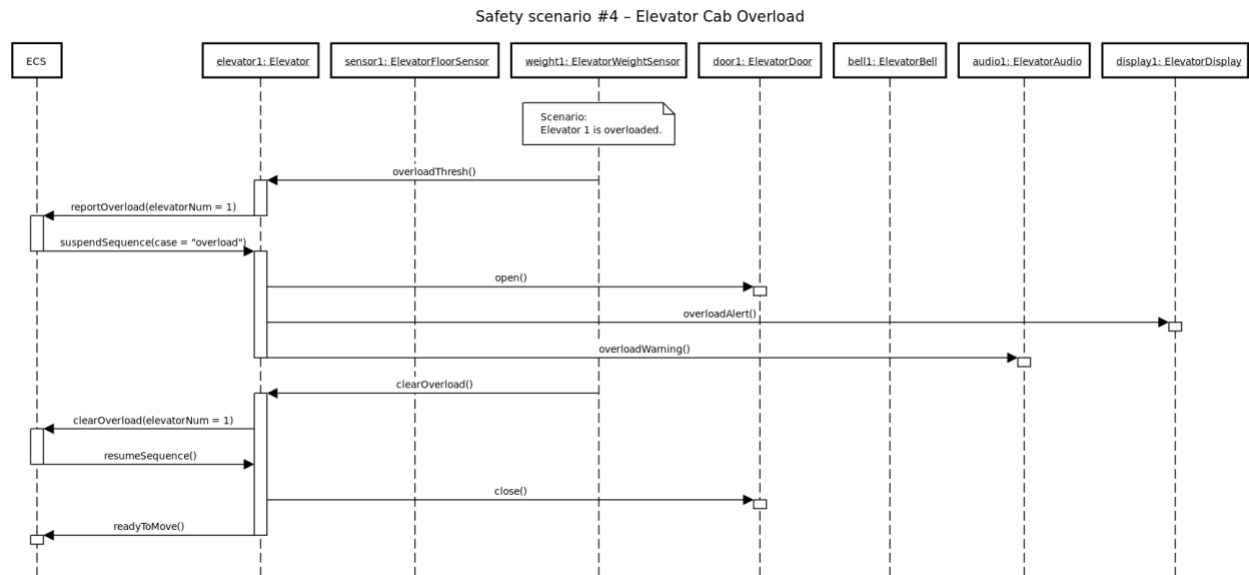 Safety scenario #4 – Elevator Cab Overload
ECS
elevator1: Elevator
sensor1: ElevatorFloorSensor
weight1: ElevatorWeightSensor
door1: ElevatorDoor
bell1: ElevatorBell
audio1: ElevatorAudio
display1: ElevatorDisplay
Scenario:
Elevator 1 is overloaded.
overloadThresh()
reportOverload(elevatorNum = 1)
suspendSequence(case = "overload")
open()
overloadAlert()
overloadWarning()
clearOverload()
clearOverload(elevatorNum = 1)
resumeSequence()
close()
readyToMove()